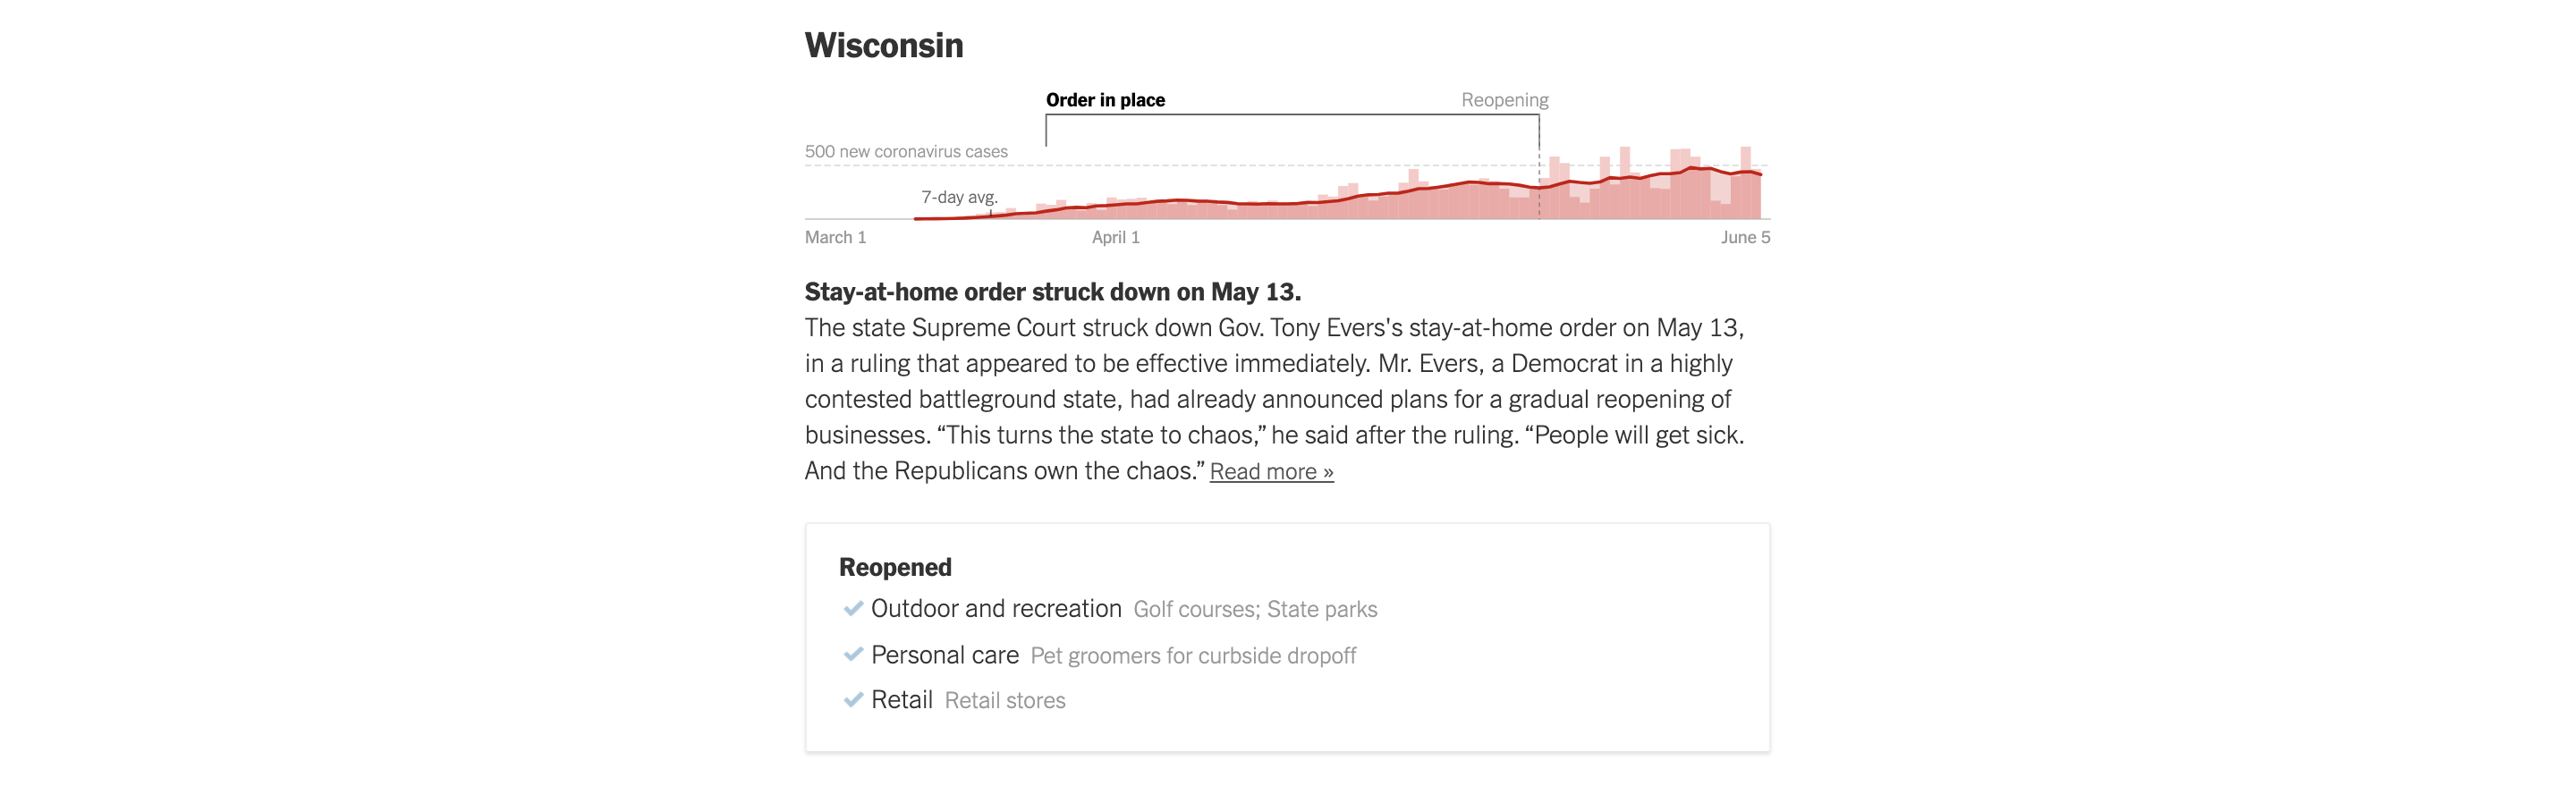 Wisconsin
Order in place
Reopening
500 new coronavirus cases
7-day avg.
March 1
April 1
June 5
Stay-at-home order struck down on May 13.
The state Supreme Court struck down Gov. Tony Evers's stay-at-home order on May 13,
in a ruling that appeared to be effective immediately. Mr. Evers, a Democrat in a highly
contested battleground state, had already announced plans for a gradual reopening of
businesses. “This turns the state to chaos,” he said after the ruling. “People will get sick.
And the Republicans own the chaos.” Read more »
Reopened
Outdoor and recreation Golf courses; State parks
Personal care Pet groomers for curbside dropoff
Retail Retail stores